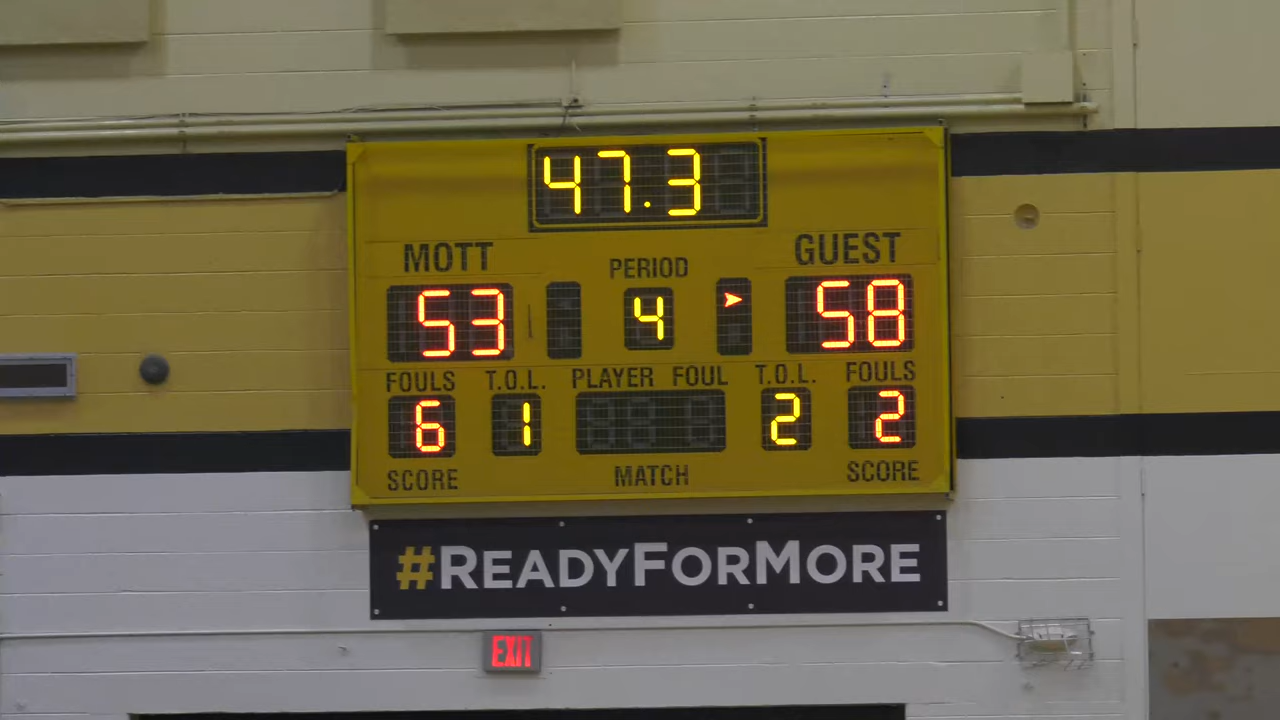 47.3
MOTT PERIOD GUEST
53 4 58
FOULS T.O.L. PLAYER FOUL T.O.L. FOULS
6 1 2 2
SCORE MATCH SCORE
#READYFORMORE
EXIT